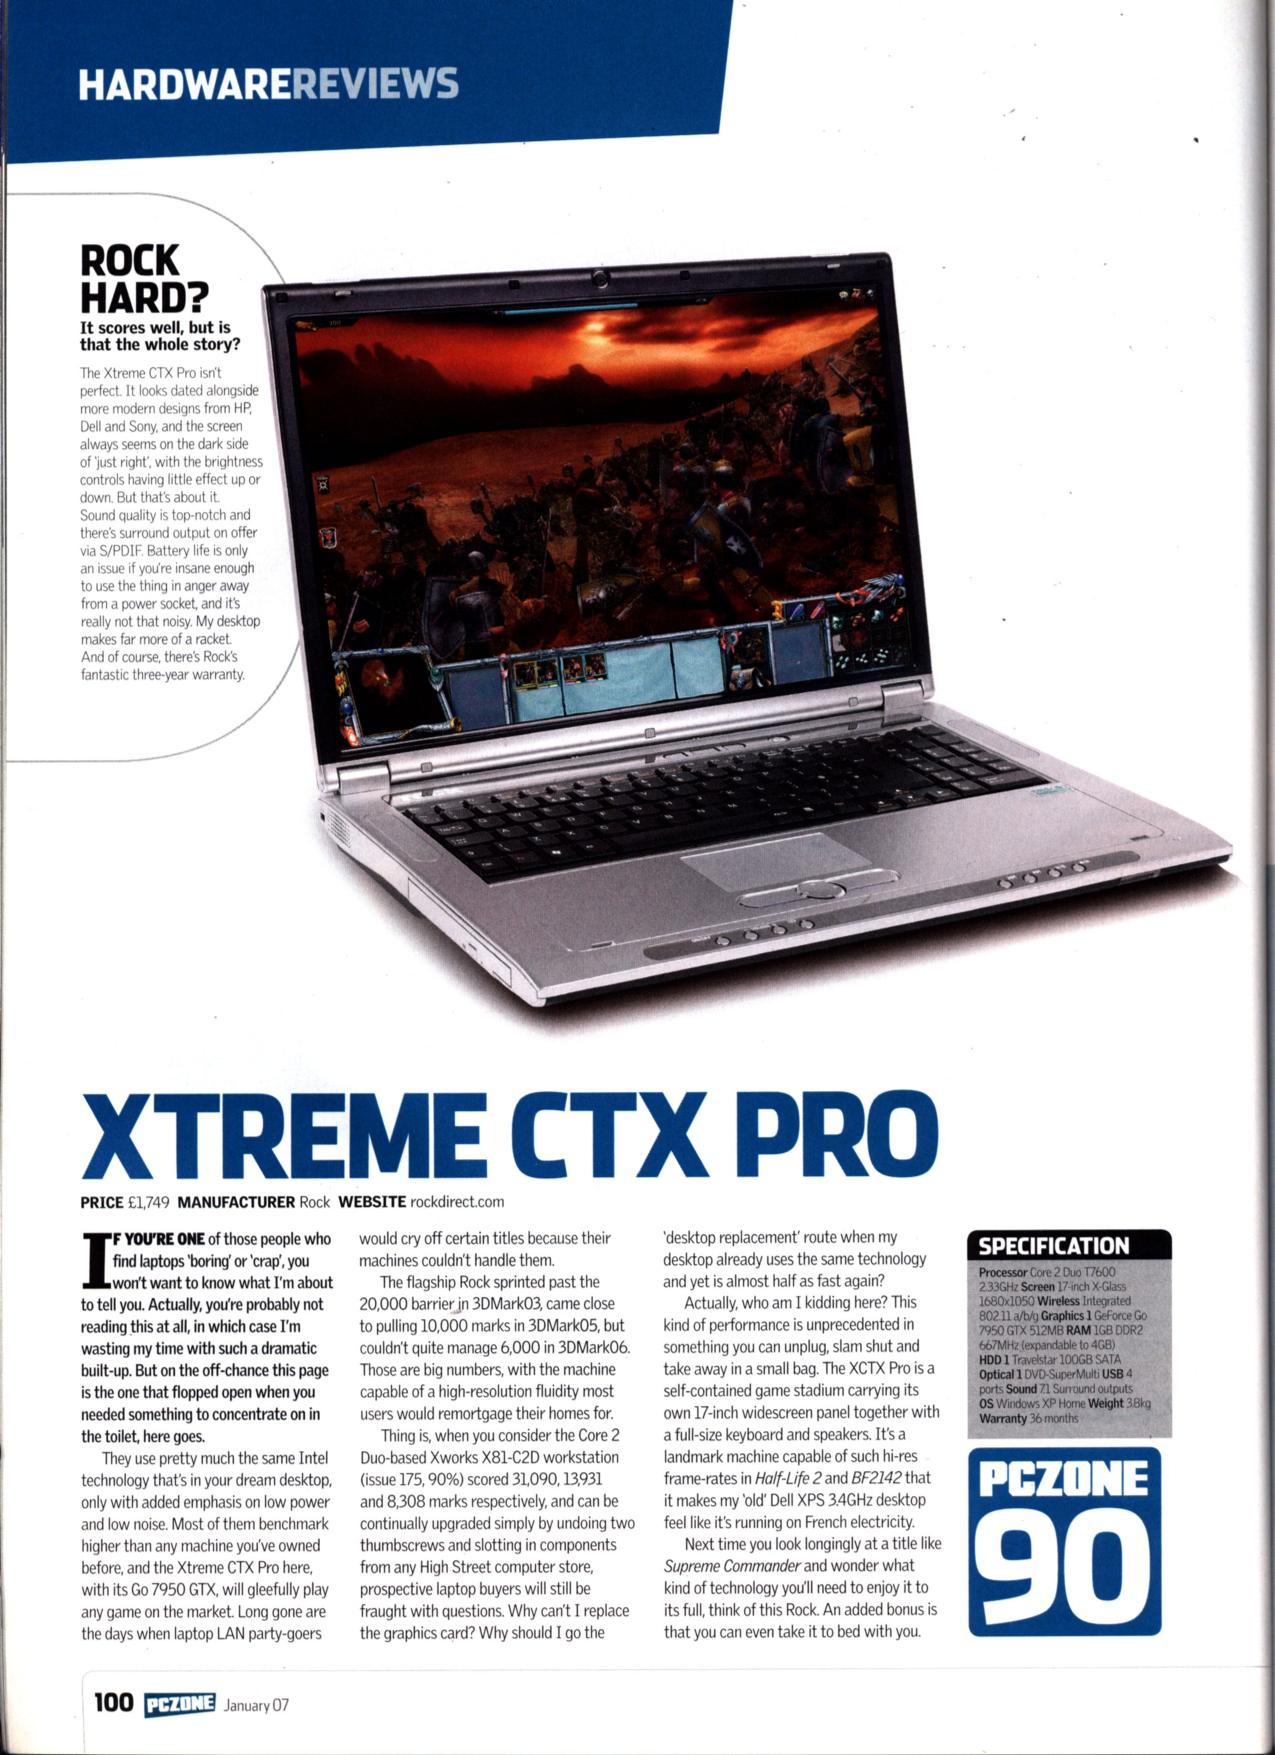 HARDWAREREVIEWS
ROCK
HARD?
It scores well, but is
that the whole story?
The Xtreme CTX Pro isn't
perfect. It looks dated alongside
more modern designs from HP,
Dell and Sony, and the screen
always seems on the dark side
of 'just right', with the brightness
controls having little effect up or
down. But that's about it.
Sound quality is top-notch and
there's surround output on offer
via S/PDIF. Battery life is only
an issue if you're insane enough
to use the thing in anger away
from a power socket, and it's
really not that noisy. My desktop
makes far more of a racket.
And of course, there's Rock's
fantastic three-year warranty.
XTREME CTX PRO
PRICE £1,749 MANUFACTURER Rock WEBSITE rockdirect.com
IF YOU'RE ONE of those people who
find laptops 'boring' or 'crap', you
won't want to know what I'm about
to tell you. Actually, you're probably not
reading this at all, in which case I'm
wasting my time with such a dramatic
built-up. But on the off-chance this page
is the one that flopped open when you
needed something to concentrate on in
the toilet, here goes.
They use pretty much the same Intel
technology that's in your dream desktop,
only with added emphasis on low power
and low noise. Most of them benchmark
higher than any machine you've owned
before, and the Xtreme CTX Pro here,
with its Go 7950 GTX, will gleefully play
any game on the market. Long gone are
the days when laptop LAN party-goers
would cry off certain titles because their
machines couldn't handle them.
The flagship Rock sprinted past the
20,000 barrier in 3DMark03, came close
to pulling 10,000 marks in 3DMark05, but
couldn't quite manage 6,000 in 3DMark06.
Those are big numbers, with the machine
capable of a high-resolution fluidity most
users would remortgage their homes for.
Thing is, when you consider the Core 2
Duo-based Xworks X81-C2D workstation
(issue 175, 90%) scored 31,090, 13,931
and 8,308 marks respectively, and can be
continually upgraded simply by undoing two
thumbscrews and slotting in components
from any High Street computer store,
prospective laptop buyers will still be
fraught with questions. Why can't I replace
the graphics card? Why should I go the
'desktop replacement' route when my
desktop already uses the same technology
and yet is almost half as fast again?
Actually, who am I kidding here? This
kind of performance is unprecedented in
something you can unplug, slam shut and
take away in a small bag. The XCTX Pro is a
self-contained game stadium carrying its
own 17-inch widescreen panel together with
a full-size keyboard and speakers. It's a
landmark machine capable of such hi-res
frame-rates in Half-Life 2 and BF2142 that
it makes my 'old' Dell XPS 3.4GHz desktop
feel like it's running on French electricity.
Next time you look longingly at a title like
Supreme Commander and wonder what
kind of technology you'll need to enjoy it to
its full, think of this Rock. An added bonus is
that you can even take it to bed with you.
SPECIFICATION
Processor Core 2 Duo T7600
2.33GHz Screen 17-inch X-Glass
1680x1050 Wireless Integrated
802.11 a/b/g Graphics 1 GeForce Go
7950 GTX 512MB RAM 1GB DDR2
667MHz (expandable to 4GB)
HDD 1 Travelstar 100GB SATA
Optical 1 DVD-SuperMulti USB 4
ports Sound 7.1 Surround outputs
OS Windows XP Home Weight 3.8kg
Warranty 36 months
PCZONE
90
100 PCZONE January 07